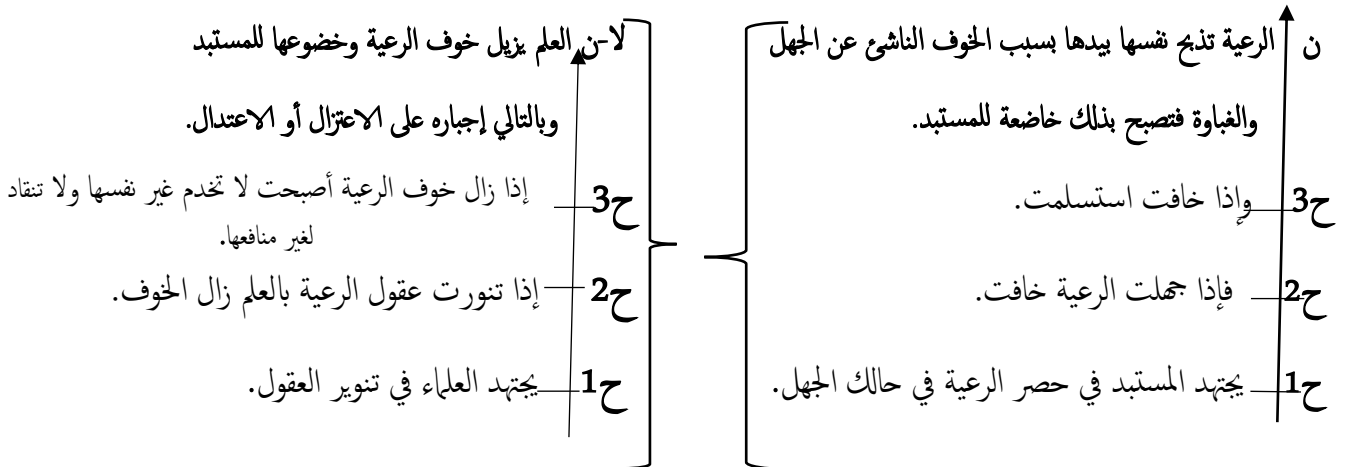 ن الرعية تذبح نفسها بيدها بسبب الخوف الناشئ عن الجهل
والغباوة فتصبح بذلك خاضعة للمستبد.
ح3 وإذا خافت استسلمت.
ح2 فإذا جهلت الرعية خافت.
ح1 يجتهد المستبد في حصر الرعية في حالك الجهل.
لا-ن العلم يزيل خوف الرعية وخضوعها للمستبد
وبالتالي إجباره على الاعتزال أو الاعتدال.
ح3 إذا زال خوف الرعية أصبحت لا تخدم غير نفسها ولا تنقاد
لغير منافعها.
ح2 إذا تنورت عقول الرعية بالعلم زال الخوف.
ح1 يجتهد العلماء في تنوير العقول.